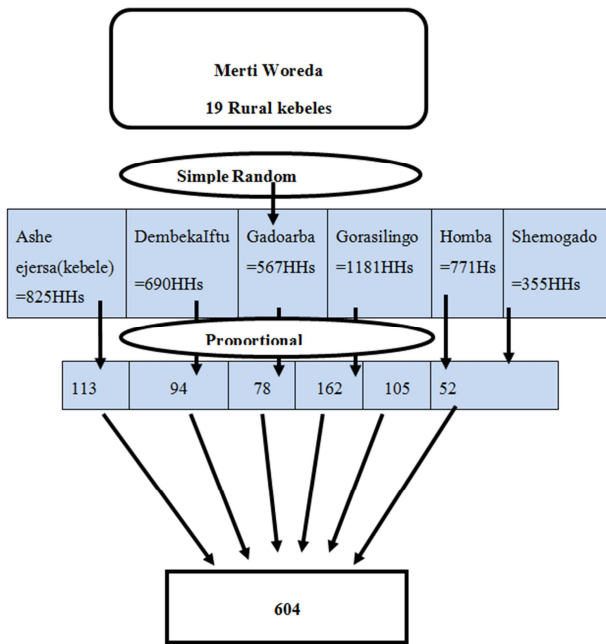 Merti Woreda
19 Rural kebeles
Simple Random
Ashe
ejersa(kebele)
=825HHs
DembekaIftu
=690HHs
Gadoarba
=567HHs
Gorasilingo
=1181HHs
Homba
=771Hs
Shemogado
=355HHs
Proportional
113
94
78
162
105
52
604